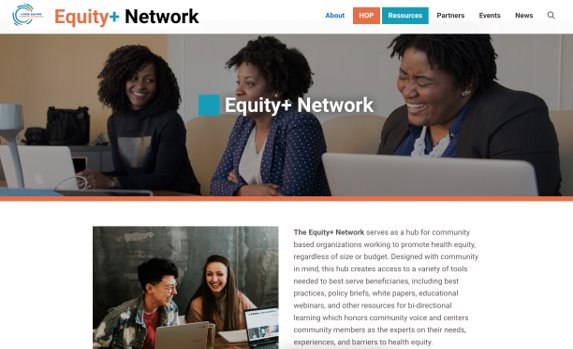 Equity+ Network
About
HOP
Resources
Partners
Events
News
Equity+ Network
The Equity+ Network serves as a hub for community
based organizations working to promote health equity,
regardless of size or budget. Designed with community
in mind, this hub creates access to a variety of tools
needed to best serve beneficiaries, including best
practices, policy briefs, white papers, educational
webinars, and other resources for bi-directional
learning which honors community voice and centers
community members as the experts on their needs,
experiences, and barriers to health equity.